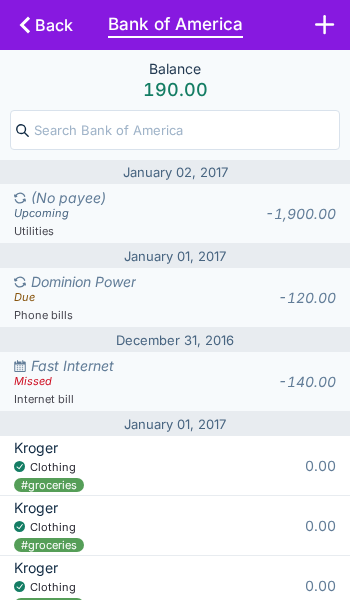 Back
Bank of America
Balance
190.00
Search Bank of America
January 02, 2017
(No payee)
Upcoming
-1,900.00
Utilities
January 01, 2017
Dominion Power
Due
-120.00
Phone bills
December 31, 2016
Fast Internet
Missed
-140.00
Internet bill
January 01, 2017
Kroger
Clothing
0.00
#groceries
Kroger
Clothing
0.00
#groceries
Kroger
Clothing
0.00